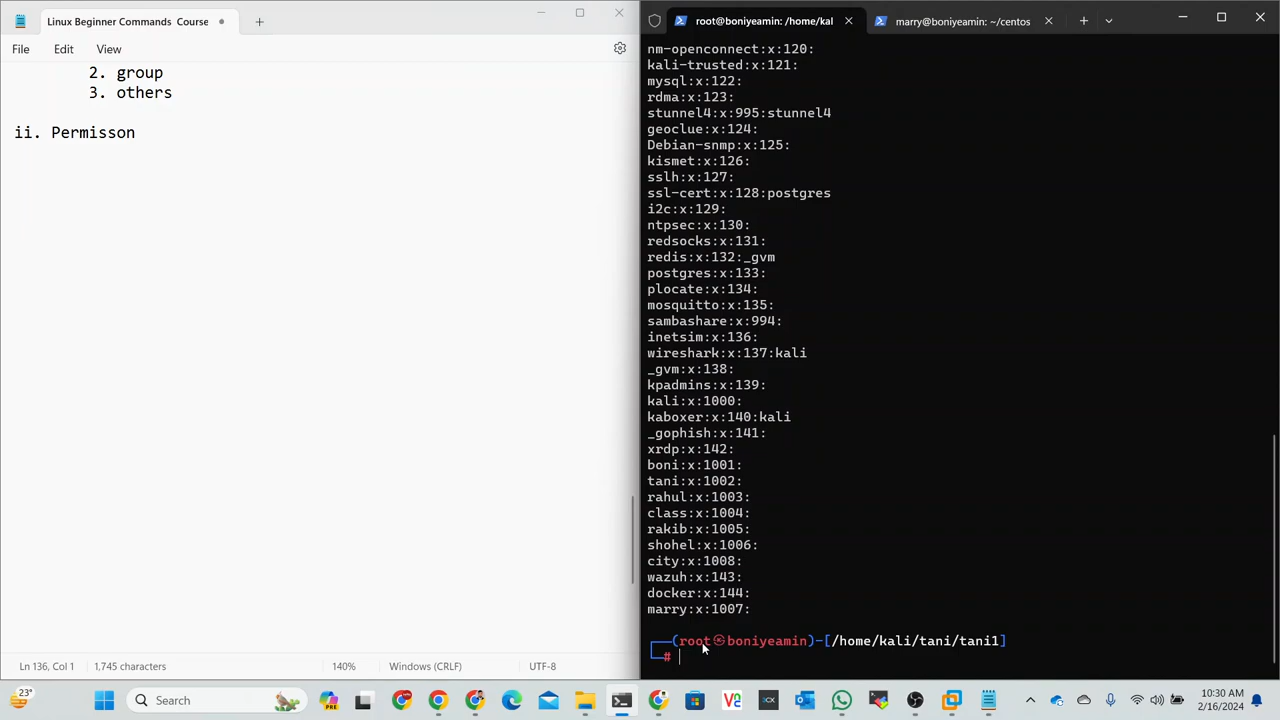 Linux Beginner Commands Course
File Edit View
2. group
3. others
ii. Permisson
Ln 136, Col 1 1,745 characters 140% Windows (CRLF) UTF-8
root@boniyeamin: /home/kal
marry@boniyeamin: ~/centos
nm-openconnect:x:120:
kali-trusted:x:121:
mysql:x:122:
rdma:x:123:
stunnel4:x:995:stunnel4
geoclue:x:124:
Debian-snmp:x:125:
kismet:x:126:
sslh:x:127:
ssl-cert:x:128:postgres
i2c:x:129:
ntpsec:x:130:
redsocks:x:131:
redis:x:132:_gvm
postgres:x:133:
plocate:x:134:
mosquitto:x:135:
sambashare:x:994:
inetsim:x:136:
wireshark:x:137:kali
_gvm:x:138:
kpadmins:x:139:
kali:x:1000:
kaboxer:x:140:kali
_gophish:x:141:
xrdp:x:142:
boni:x:1001:
tani:x:1002:
rahul:x:1003:
class:x:1004:
rakib:x:1005:
shohel:x:1006:
city:x:1008:
wazuh:x:143:
docker:x:144:
marry:x:1007:
(root㉿boniyeamin)-[/home/kali/tani/tani1]
#
23°
Search
10:30 AM
2/16/2024